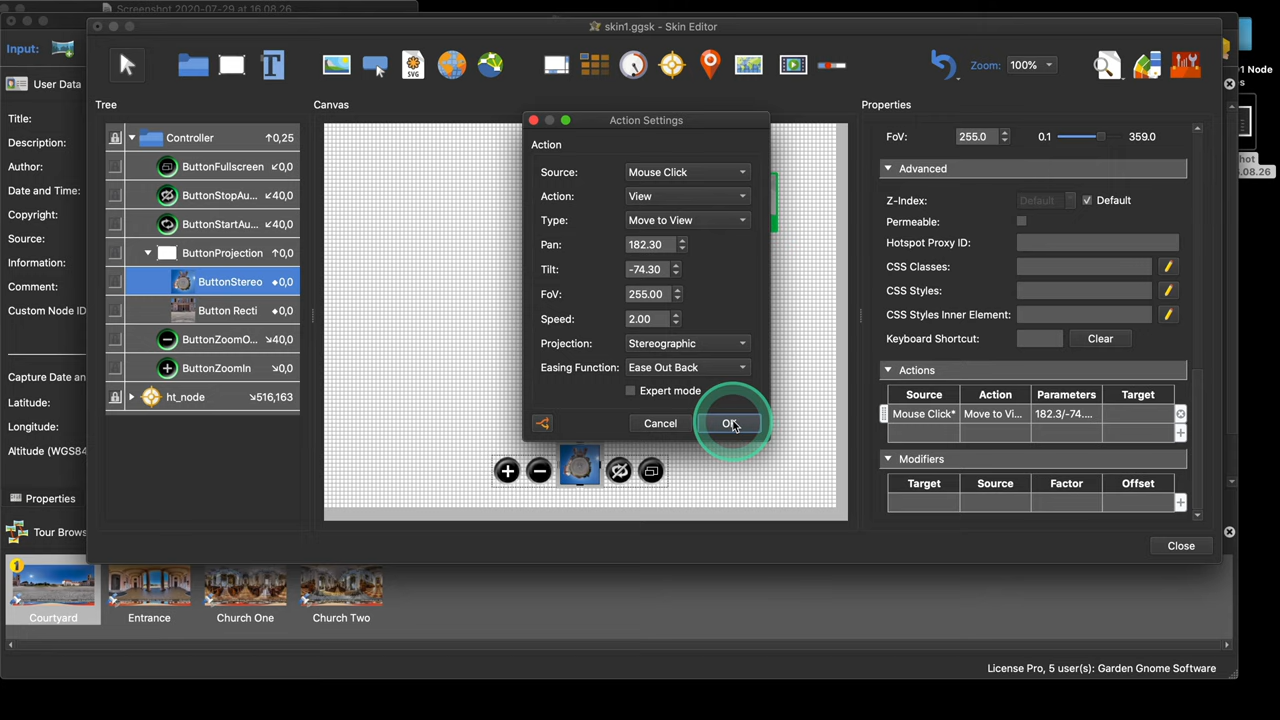 Screenshot 2020-07-29 at 16.08.26
skin1.ggsk - Skin Editor
Input:
T
SVG
Zoom: 100%
User Data
Tree
Canvas
Properties
Title:
Description:
Author:
Date and Time:
Copyright:
Source:
Information:
Comment:
Custom Node ID
Capture Date an
Latitude:
Longitude:
Altitude (WGS84
Properties
Tour Brows
Controller ↑0,25
ButtonFullscreen ↙0,0
ButtonStopAu... ↙40,0
ButtonStartAu... ↙40,0
ButtonProjection ↑0,0
ButtonStereo ◆0,0
Button Recti ◆0,0
ButtonZoomO... ↘40,0
ButtonZoomIn ↘0,0
ht_node ↘516,163
Action Settings
Action
Source: Mouse Click
Action: View
Type: Move to View
Pan: 182.30
Tilt: -74.30
FoV: 255.00
Speed: 2.00
Projection: Stereographic
Easing Function: Ease Out Back
Expert mode
Cancel
FoV: 255.0 0.1 359.0
Advanced
Z-Index: Default Default
Permeable:
Hotspot Proxy ID:
CSS Classes:
CSS Styles:
CSS Styles Inner Element:
Keyboard Shortcut: Clear
Actions
Source Action Parameters Target
Mouse Click* Move to Vi... 182.3/-74....
Modifiers
Target Source Factor Offset
Close
1
Courtyard
Entrance
Church One
Church Two
License Pro, 5 user(s): Garden Gnome Software
1 Node
8.26